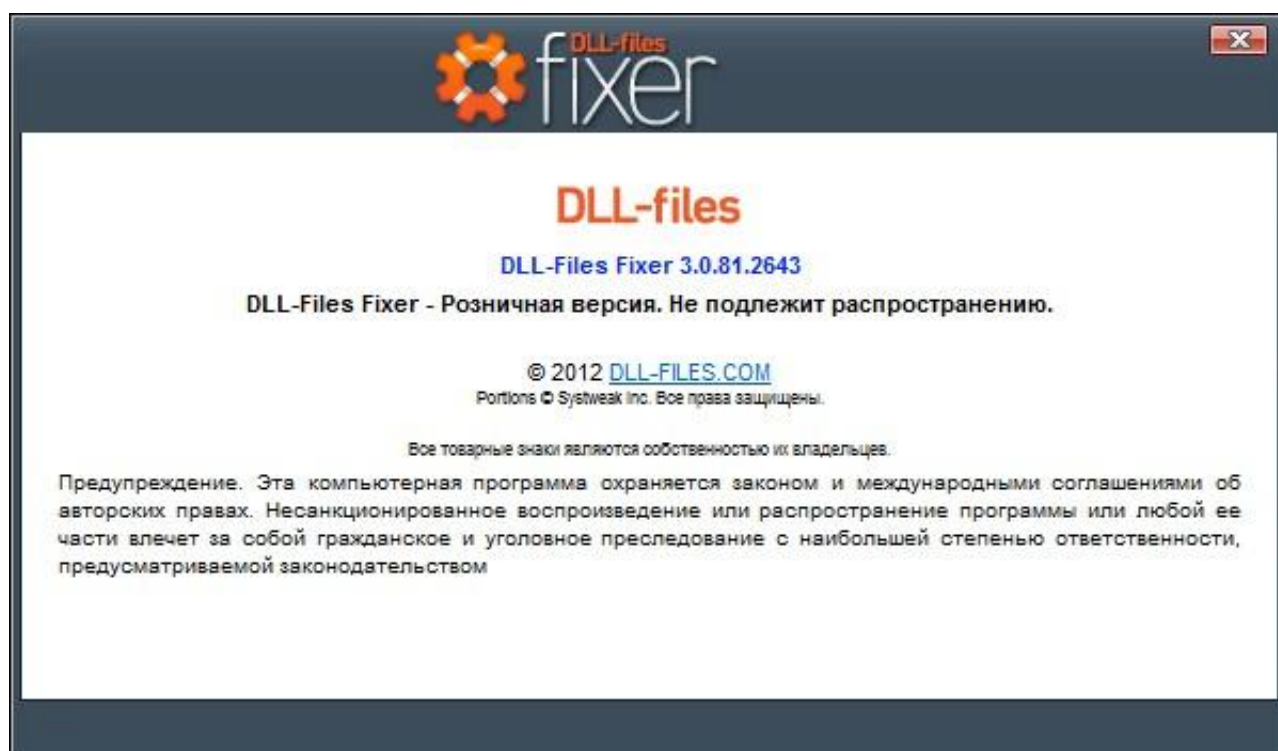 DLL-files
fixer
DLL-files
DLL-Files Fixer 3.0.81.2643
DLL-Files Fixer - Розничная версия. Не подлежит распространению.
© 2012 DLL-FILES.COM
Portions © Systweak Inc. Все права защищены.
Все товарные знаки являются собственностью их владельцев.
Предупреждение. Эта компьютерная программа охраняется законом и международными соглашениями об
авторских правах. Несанкционированное воспроизведение или распространение программы или любой ее
части влечет за собой гражданское и уголовное преследование с наибольшей степенью ответственности,
предусматриваемой законодательством